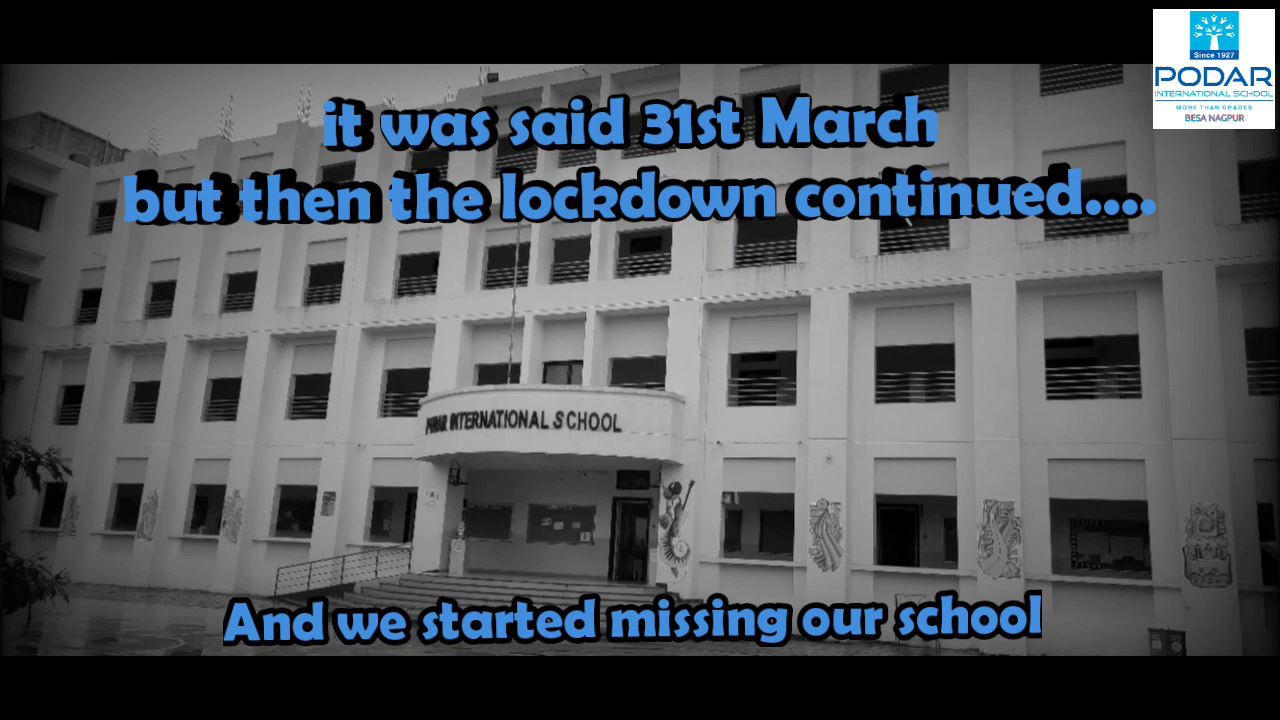 Since 1927
PODAR
INTERNATIONAL SCHOOL
MORE THAN GRADES
BESA NAGPUR
it was said 31st March
but then the lockdown continued....
PODAR INTERNATIONAL SCHOOL
And we started missing our school